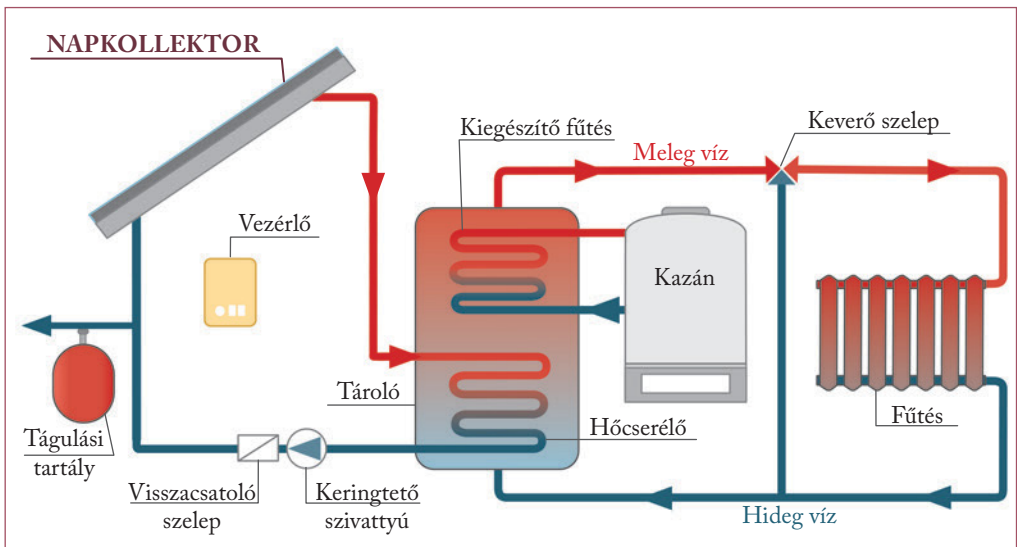 NAPKOLLEKTOR
Kiegészítő fűtés
Keverő szelep
Meleg víz
Vezérlő
Kazán
Tároló
Hőcserélő
Fűtés
Tágulási
tartály
Visszacsatoló
szelep
Keringtető
szivattyú
Hideg víz